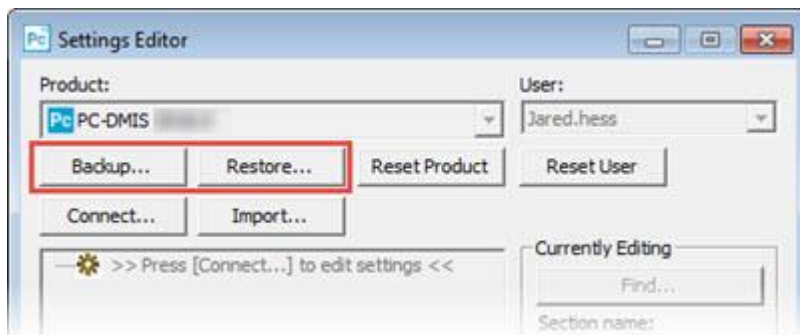 Pc Settings Editor
Product:
User:
Pc PC-DMIS
Jared.hess
Backup...
Restore...
Reset Product
Reset User
Connect...
Import...
>> Press [Connect...] to edit settings <<
Currently Editing
Find...
Section name: